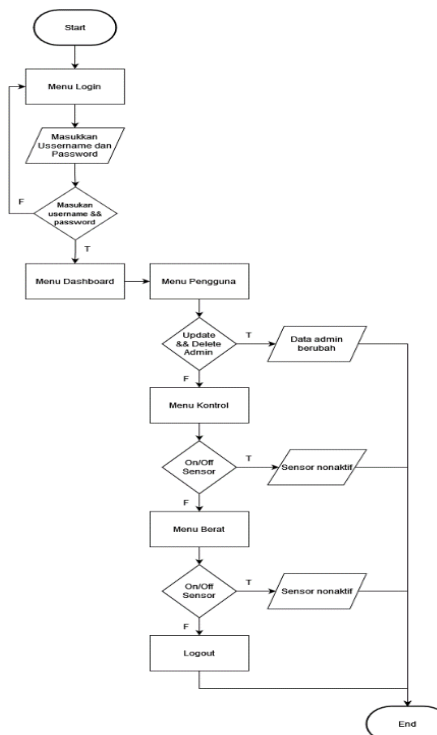 Start
Menu Login
Masukkan
Ussername dan
Password
F
Masukan
username &&
password
T
Menu Dashboard
Menu Pengguna
Update
&& Delete
Admin
T
Data admin
berubah
F
Menu Kontrol
On/Off
Sensor
T
Sensor nonaktif
F
Menu Berat
On/Off
Sensor
T
Sensor nonaktif
F
Logout
End